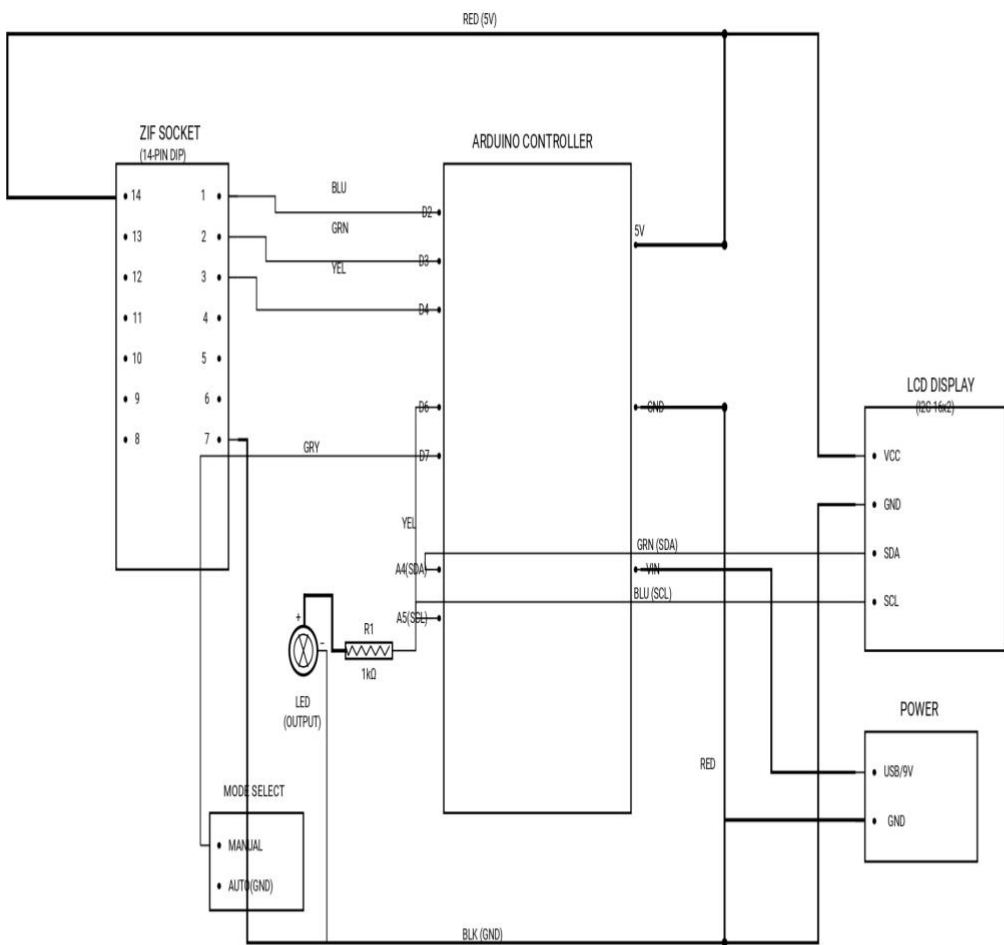 RED (5V)
ZIF SOCKET
(14-PIN DIP)
14 1
13 2
12 3
11 4
10 5
9 6
8 7
BLU
GRN
YEL
GRY
YEL
ARDUINO CONTROLLER
D2
D3
D4
D6
D7
A4(SDA)
A5(SCL)
5V
GND
VIN
GRN (SDA)
BLU (SCL)
LCD DISPLAY
(I2C 16x2)
VCC
GND
SDA
SCL
+
-
R1
1kΩ
LED
(OUTPUT)
MODE SELECT
MANUAL
AUTO(GND)
POWER
USB/9V
GND
RED
BLK (GND)